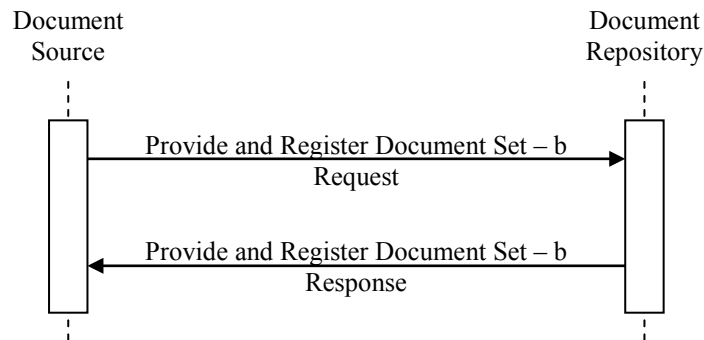 Document
Source
Document
Repository
Provide and Register Document Set – b
Request
Provide and Register Document Set – b
Response